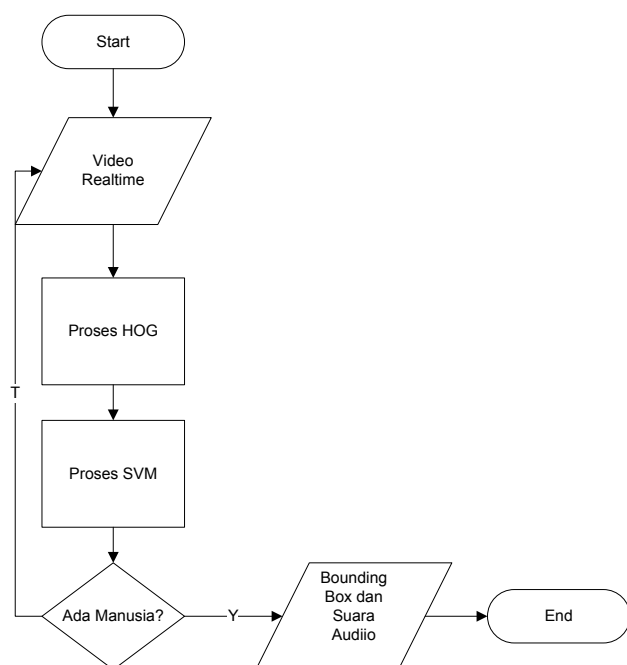 Start
Video
Realtime
Proses HOG
T
Proses SVM
Ada Manusia?
Y
Bounding
Box dan
Suara
Audiio
End